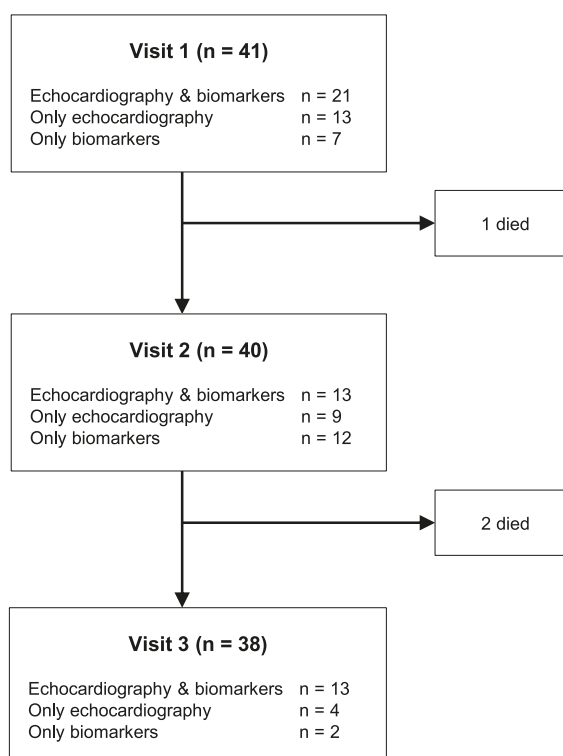 Visit 1 (n = 41)
Echocardiography & biomarkers n = 21
Only echocardiography n = 13
Only biomarkers n = 7
1 died
Visit 2 (n = 40)
Echocardiography & biomarkers n = 13
Only echocardiography n = 9
Only biomarkers n = 12
2 died
Visit 3 (n = 38)
Echocardiography & biomarkers n = 13
Only echocardiography n = 4
Only biomarkers n = 2